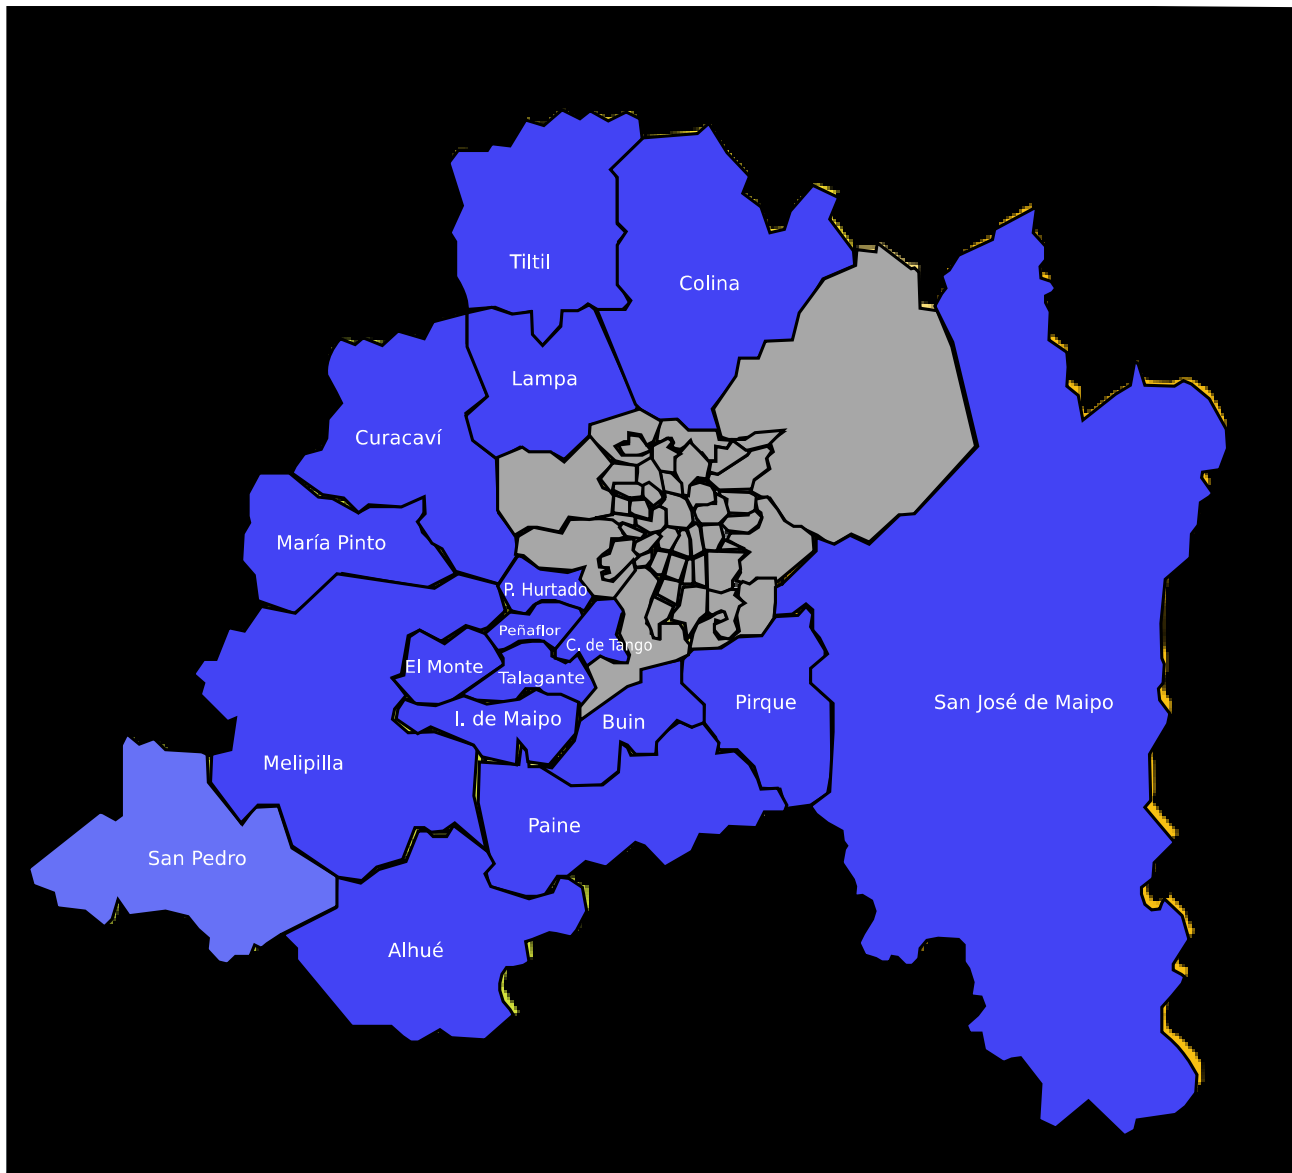 Tiltil
Colina
Lampa
Curacaví
María Pinto
P. Hurtado
Peñaflor
C. de Tango
El Monte
Talagante
I. de Maipo
Buin
Pirque
San José de Maipo
Melipilla
Paine
San Pedro
Alhué